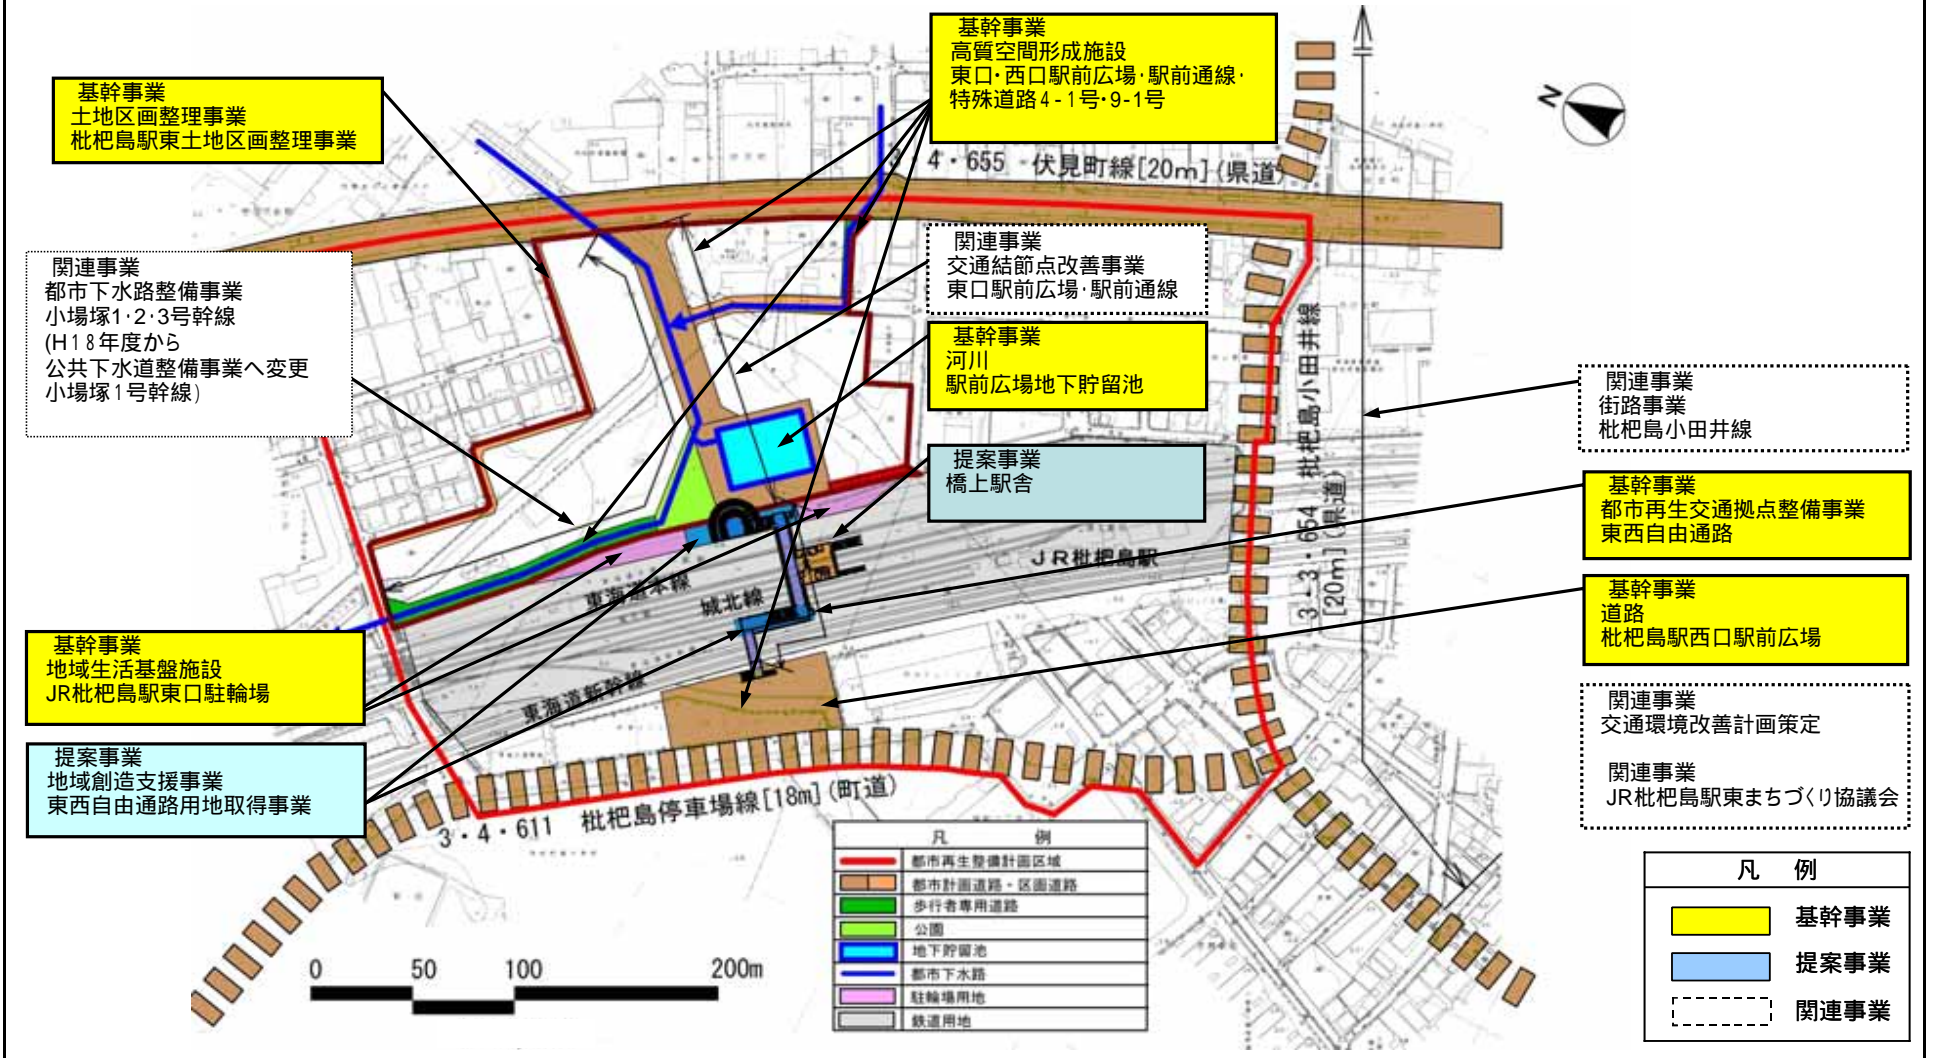 基幹事業
高質空間形成施設
東口・西口駅前広場・駅前通線・
特殊道路4-1号・9-1号
基幹事業
土地区画整理事業
枇杷島駅東土地区画整理事業
N
3・4・655 伏見町線[20m](県道)
関連事業
都市下水路整備事業
小場塚1・2・3号幹線
(H18年度から
公共下水道整備事業へ変更
小場塚1号幹線)
関連事業
交通結節点改善事業
東口駅前広場・駅前通線
基幹事業
河川
駅前広場地下貯留池
提案事業
橋上駅舎
3・3・654 枇杷島小田井線
[20m](県道)
関連事業
街路事業
枇杷島小田井線
基幹事業
都市再生交通拠点整備事業
東西自由通路
基幹事業
道路
枇杷島駅西口駅前広場
関連事業
交通環境改善計画策定
関連事業
JR枇杷島駅東まちづくり協議会
JR枇杷島駅
東海道本線
城北線
東海道新幹線
基幹事業
地域生活基盤施設
JR枇杷島駅東口駐輪場
提案事業
地域創造支援事業
東西自由通路用地取得事業
3・4・611 枇杷島停車場線[18m](町道)
凡 例
都市再生整備計画区域
都市計画道路・区画道路
歩行者専用道路
公園
地下貯留池
都市下水路
駐輪場用地
鉄道用地
0 50 100 200m
凡 例
基幹事業
提案事業
関連事業